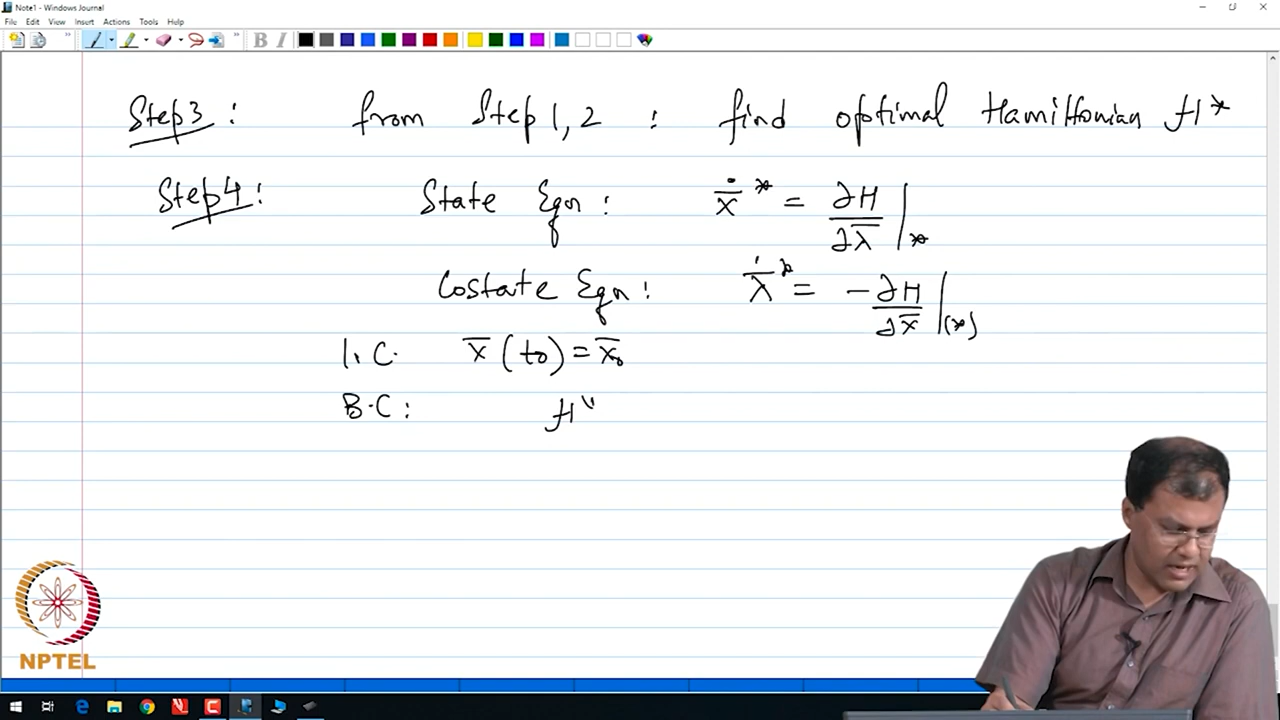 Note1 - Windows Journal
File Edit View Insert Actions Tools Help
B I
Step3 : from Step 1, 2 : find optimal Hamiltonian H*
Step4 : State Eqn : ẋ̄* = ∂H/∂λ̄ |*
Costate Eqn : λ̄̇* = -∂H/∂x̄ |(*)
I. C. x̄ (t0) = x̄0
B.C : H
NPTEL